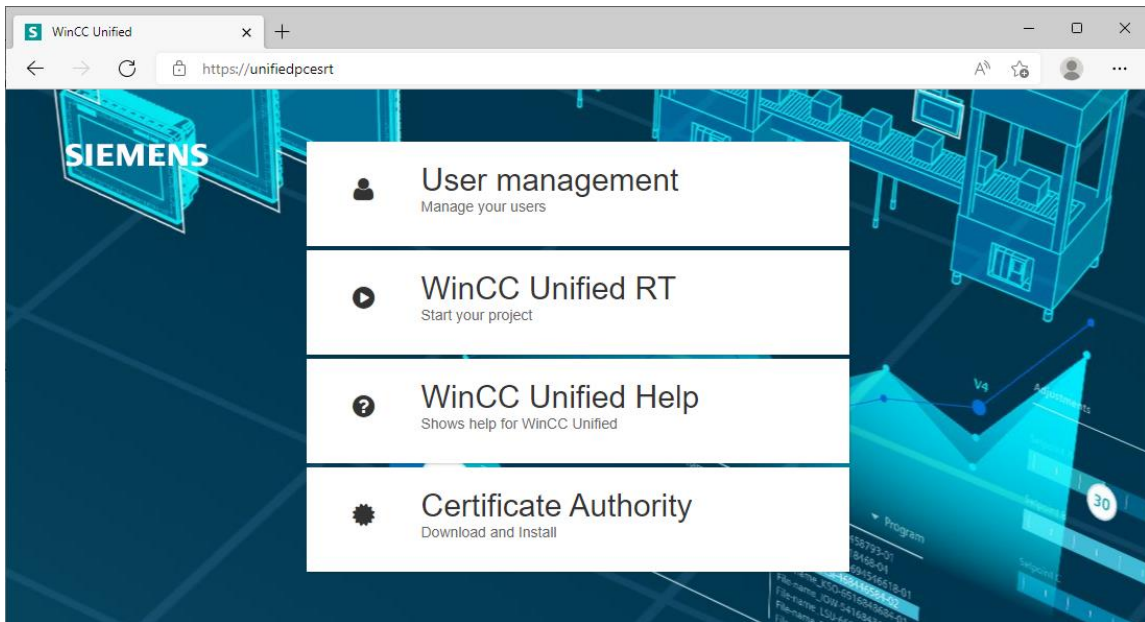 WinCC Unified
https://unifiedpcesrt
SIEMENS
User management
Manage your users
WinCC Unified RT
Start your project
WinCC Unified Help
Shows help for WinCC Unified
Certificate Authority
Download and Install
V4
Adjustments
30
Program